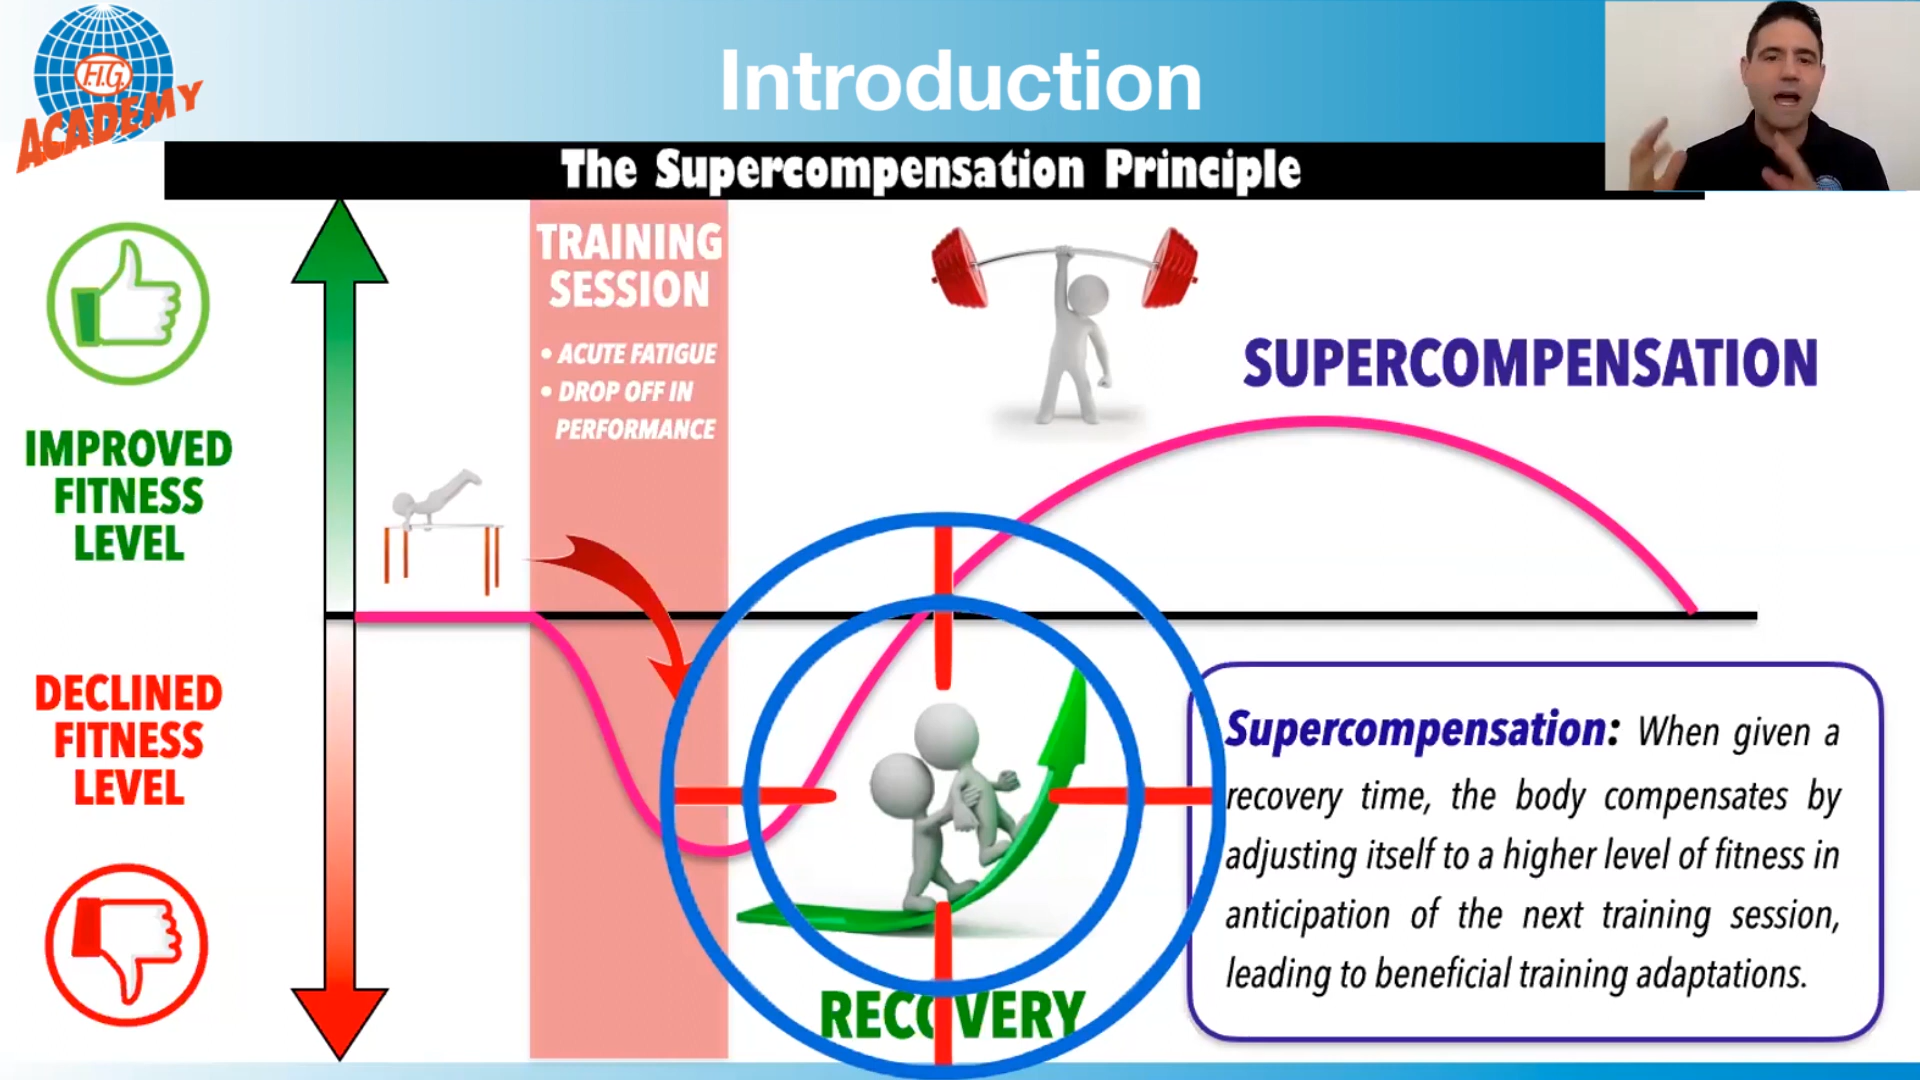 F.I.G.
ACADEMY
Introduction
The Supercompensation Principle
TRAINING
SESSION
• ACUTE FATIGUE
• DROP OFF IN
PERFORMANCE
SUPERCOMPENSATION
IMPROVED
FITNESS
LEVEL
DECLINED
FITNESS
LEVEL
RECOVERY
Supercompensation: When given a
recovery time, the body compensates by
adjusting itself to a higher level of fitness in
anticipation of the next training session,
leading to beneficial training adaptations.